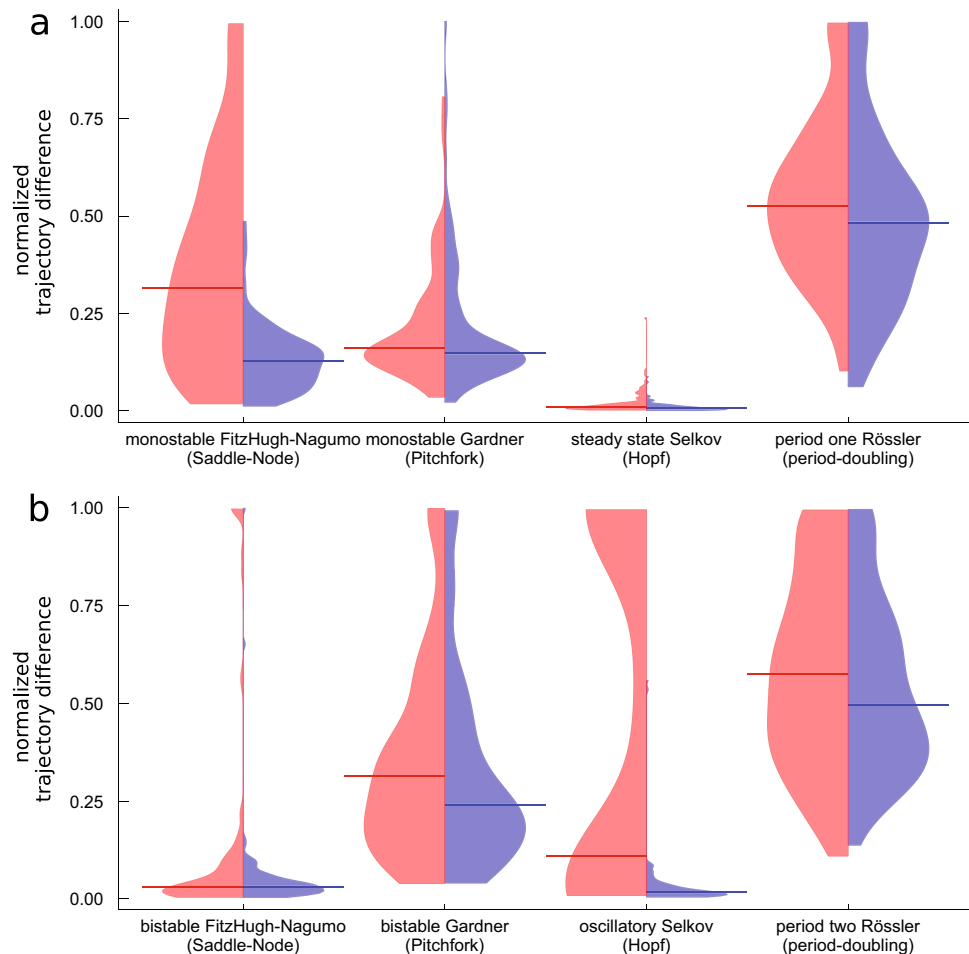 a
normalized
trajectory difference
1.00
0.75
0.50
0.25
0.00
monostable FitzHugh-Nagumo
(Saddle-Node)
monostable Gardner
(Pitchfork)
steady state Selkov
(Hopf)
period one Rössler
(period-doubling)
b
normalized
trajectory difference
1.00
0.75
0.50
0.25
0.00
bistable FitzHugh-Nagumo
(Saddle-Node)
bistable Gardner
(Pitchfork)
oscillatory Selkov
(Hopf)
period two Rössler
(period-doubling)